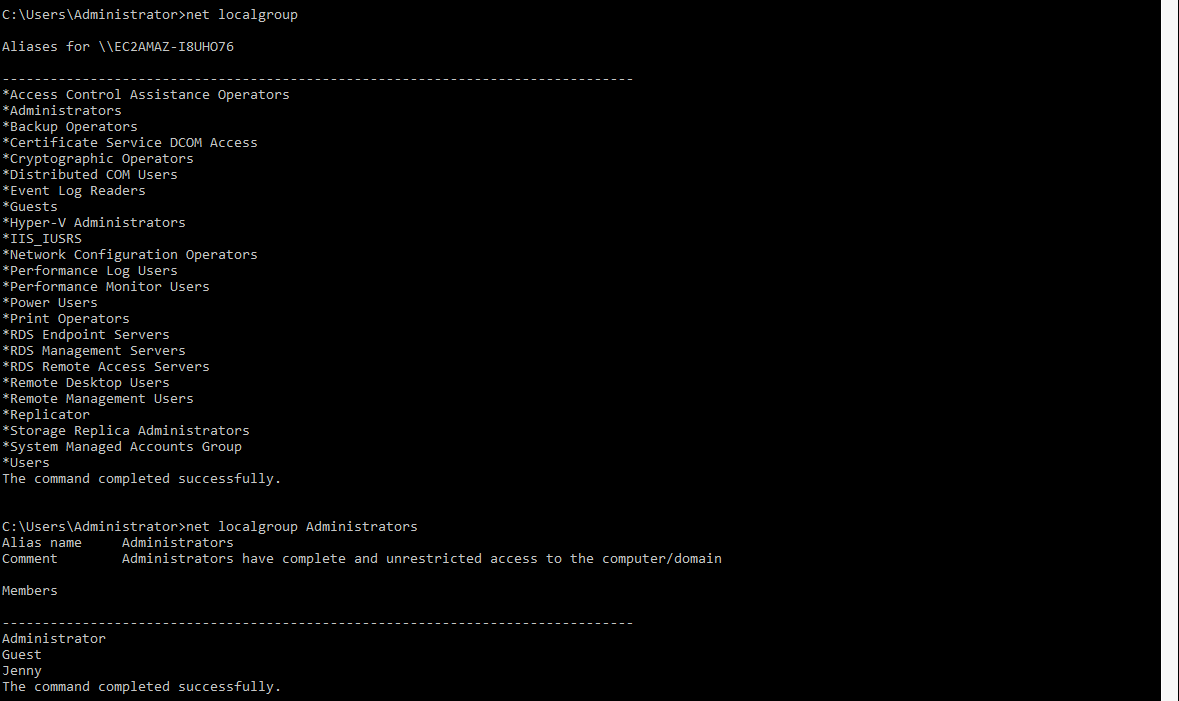 C:\Users\Administrator>net localgroup
Aliases for \\EC2AMAZ-I8UHO76
-------------------------------------------------------------------------------
*Access Control Assistance Operators
*Administrators
*Backup Operators
*Certificate Service DCOM Access
*Cryptographic Operators
*Distributed COM Users
*Event Log Readers
*Guests
*Hyper-V Administrators
*IIS_IUSRS
*Network Configuration Operators
*Performance Log Users
*Performance Monitor Users
*Power Users
*Print Operators
*RDS Endpoint Servers
*RDS Management Servers
*RDS Remote Access Servers
*Remote Desktop Users
*Remote Management Users
*Replicator
*Storage Replica Administrators
*System Managed Accounts Group
*Users
The command completed successfully.
C:\Users\Administrator>net localgroup Administrators
Alias name     Administrators
Comment        Administrators have complete and unrestricted access to the computer/domain
Members
-------------------------------------------------------------------------------
Administrator
Guest
Jenny
The command completed successfully.